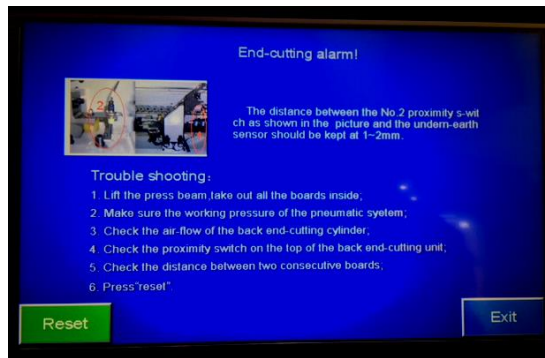 End-cutting alarm!
2
The distance between the No.2 proximity s-wit
ch as shown in the picture and the undern-earth
sensor should be kept at 1~2mm.
Trouble shooting:
1. Lift the press beam,take out all the boards inside;
2. Make sure the working pressure of the pneumatic syetem;
3. Check the air-flow of the back end-cutting cylinder;
4. Check the proximity switch on the top of the back end-cutting unit;
5. Check the distance between two consecutive boards;
6. Press"reset".
Reset
Exit